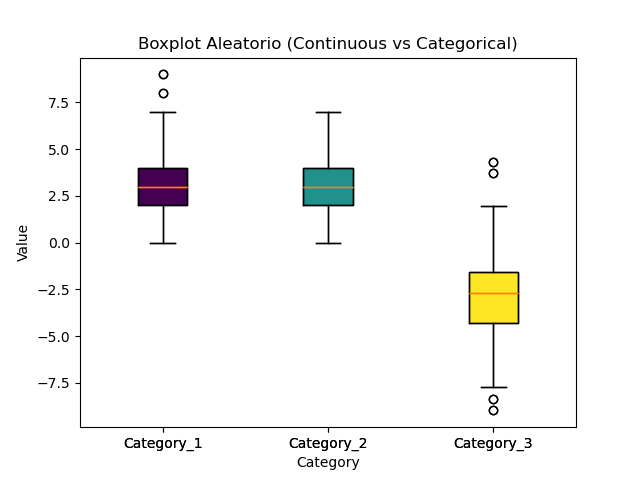 Boxplot Aleatorio (Continuous vs Categorical)
7.5
5.0
2.5
0.0
−2.5
−5.0
−7.5
Value
Category_1 Category_2 Category_3
Category